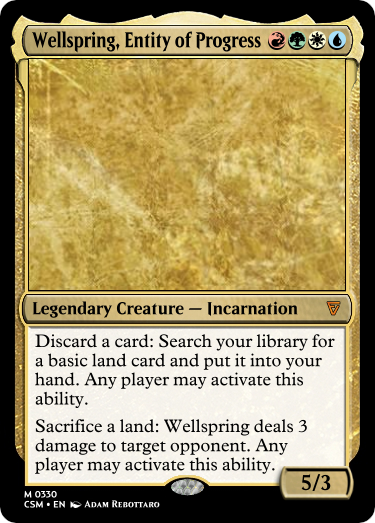 Wellspring, Entity of Progress
Legendary Creature — Incarnation
Discard a card: Search your library for
a basic land card and put it into your
hand. Any player may activate this
ability.
Sacrifice a land: Wellspring deals 3
damage to target opponent. Any
player may activate this ability.
5/3
M 0330
CSM • EN Adam Rebottaro